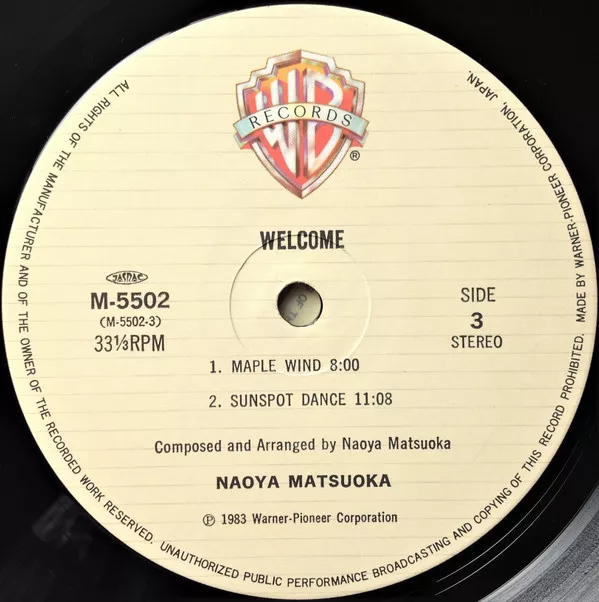 ALL RIGHTS OF THE MANUFACTURER AND OF THE OWNER OF THE RECORDED WORK RESERVED. UNAUTHORIZED PUBLIC PERFORMANCE BROADCASTING AND COPYING OF THIS RECORD PROHIBITED. MADE BY WARNER-PIONEER CORPORATION, JAPAN.
WB
RECORDS
®
WELCOME
JASRAC
M-5502
(M-5502-3)
33⅓RPM
SIDE
3
STEREO
1. MAPLE WIND 8:00
2. SUNSPOT DANCE 11:08
Composed and Arranged by Naoya Matsuoka
NAOYA MATSUOKA
Ⓟ 1983 Warner-Pioneer Corporation